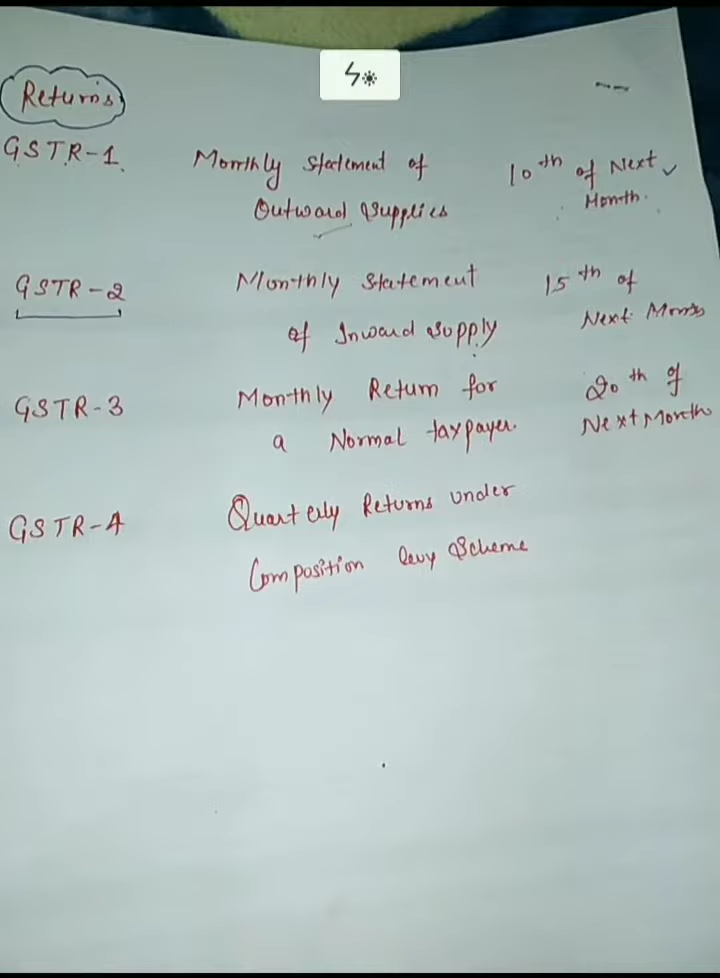 Returns
GSTR-1. Monthly Statement of 10th of Next
Outward Supplies Month.
GSTR-2 Monthly Statement 15th of
of Inward Supply Next
GSTR-3 Monthly Return for 20th of
a Normal taxpayer. Next Month
GSTR-4 Quarterly Returns under
Composition levy Scheme